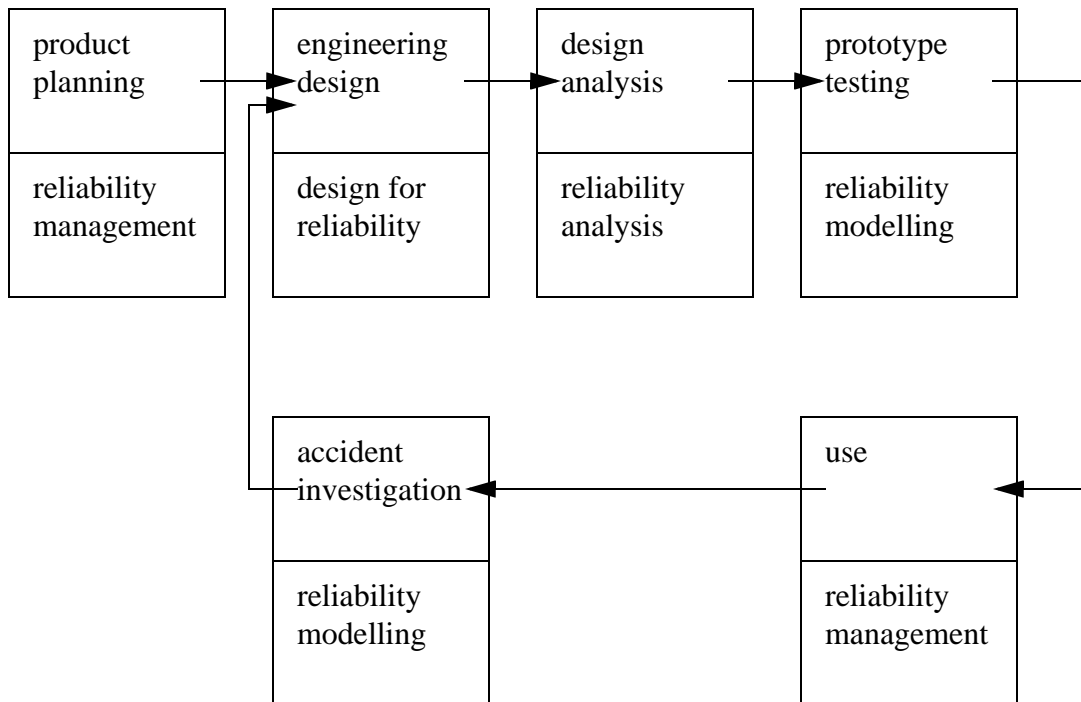 product
planning
reliability
management
engineering
design
design for
reliability
design
analysis
reliability
analysis
prototype
testing
reliability
modelling
accident
investigation
reliability
modelling
use
reliability
management